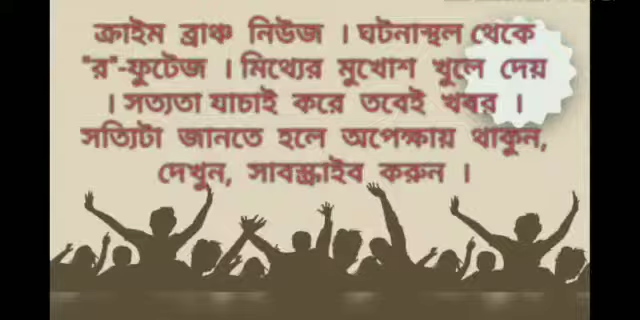 ক্রাইম ব্রাঞ্চ নিউজ । ঘটনাস্থল থেকে
"র"-ফুটেজ । মিথ্যের মুখোশ খুলে দেয়
। সত্যতা যাচাই করে তবেই খবর ।
সত্যিটা জানতে হলে অপেক্ষায় থাকুন,
দেখুন, সাবস্ক্রাইব করুন ।